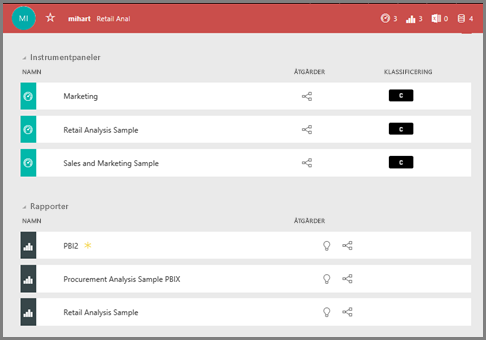 MI mihart Retail Anal 3 3 0 4
Instrumentpaneler
NAMN ÅTGÄRDER KLASSIFICERING
Marketing C
Retail Analysis Sample C
Sales and Marketing Sample C
Rapporter
NAMN ÅTGÄRDER
PBI2
Procurement Analysis Sample PBIX
Retail Analysis Sample